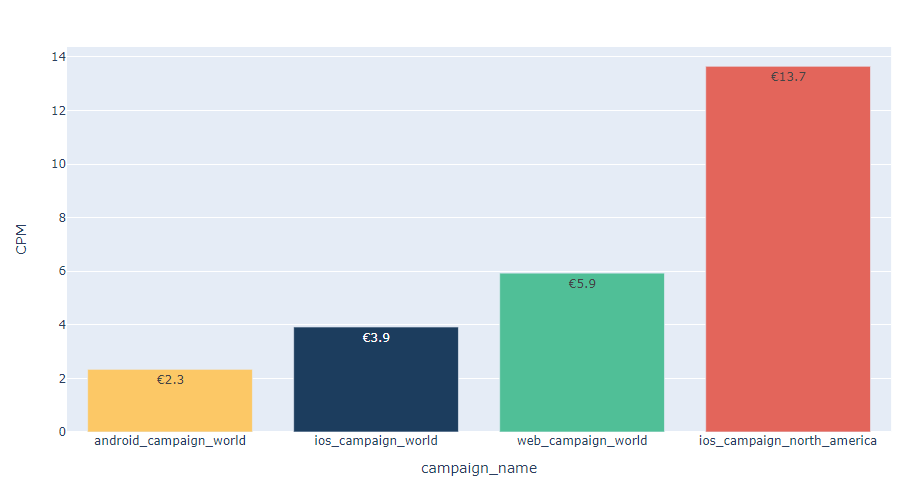 14
12
10
8
6
4
2
0
CPM
€2.3
€3.9
€5.9
€13.7
android_campaign_world
ios_campaign_world
web_campaign_world
ios_campaign_north_america
campaign_name